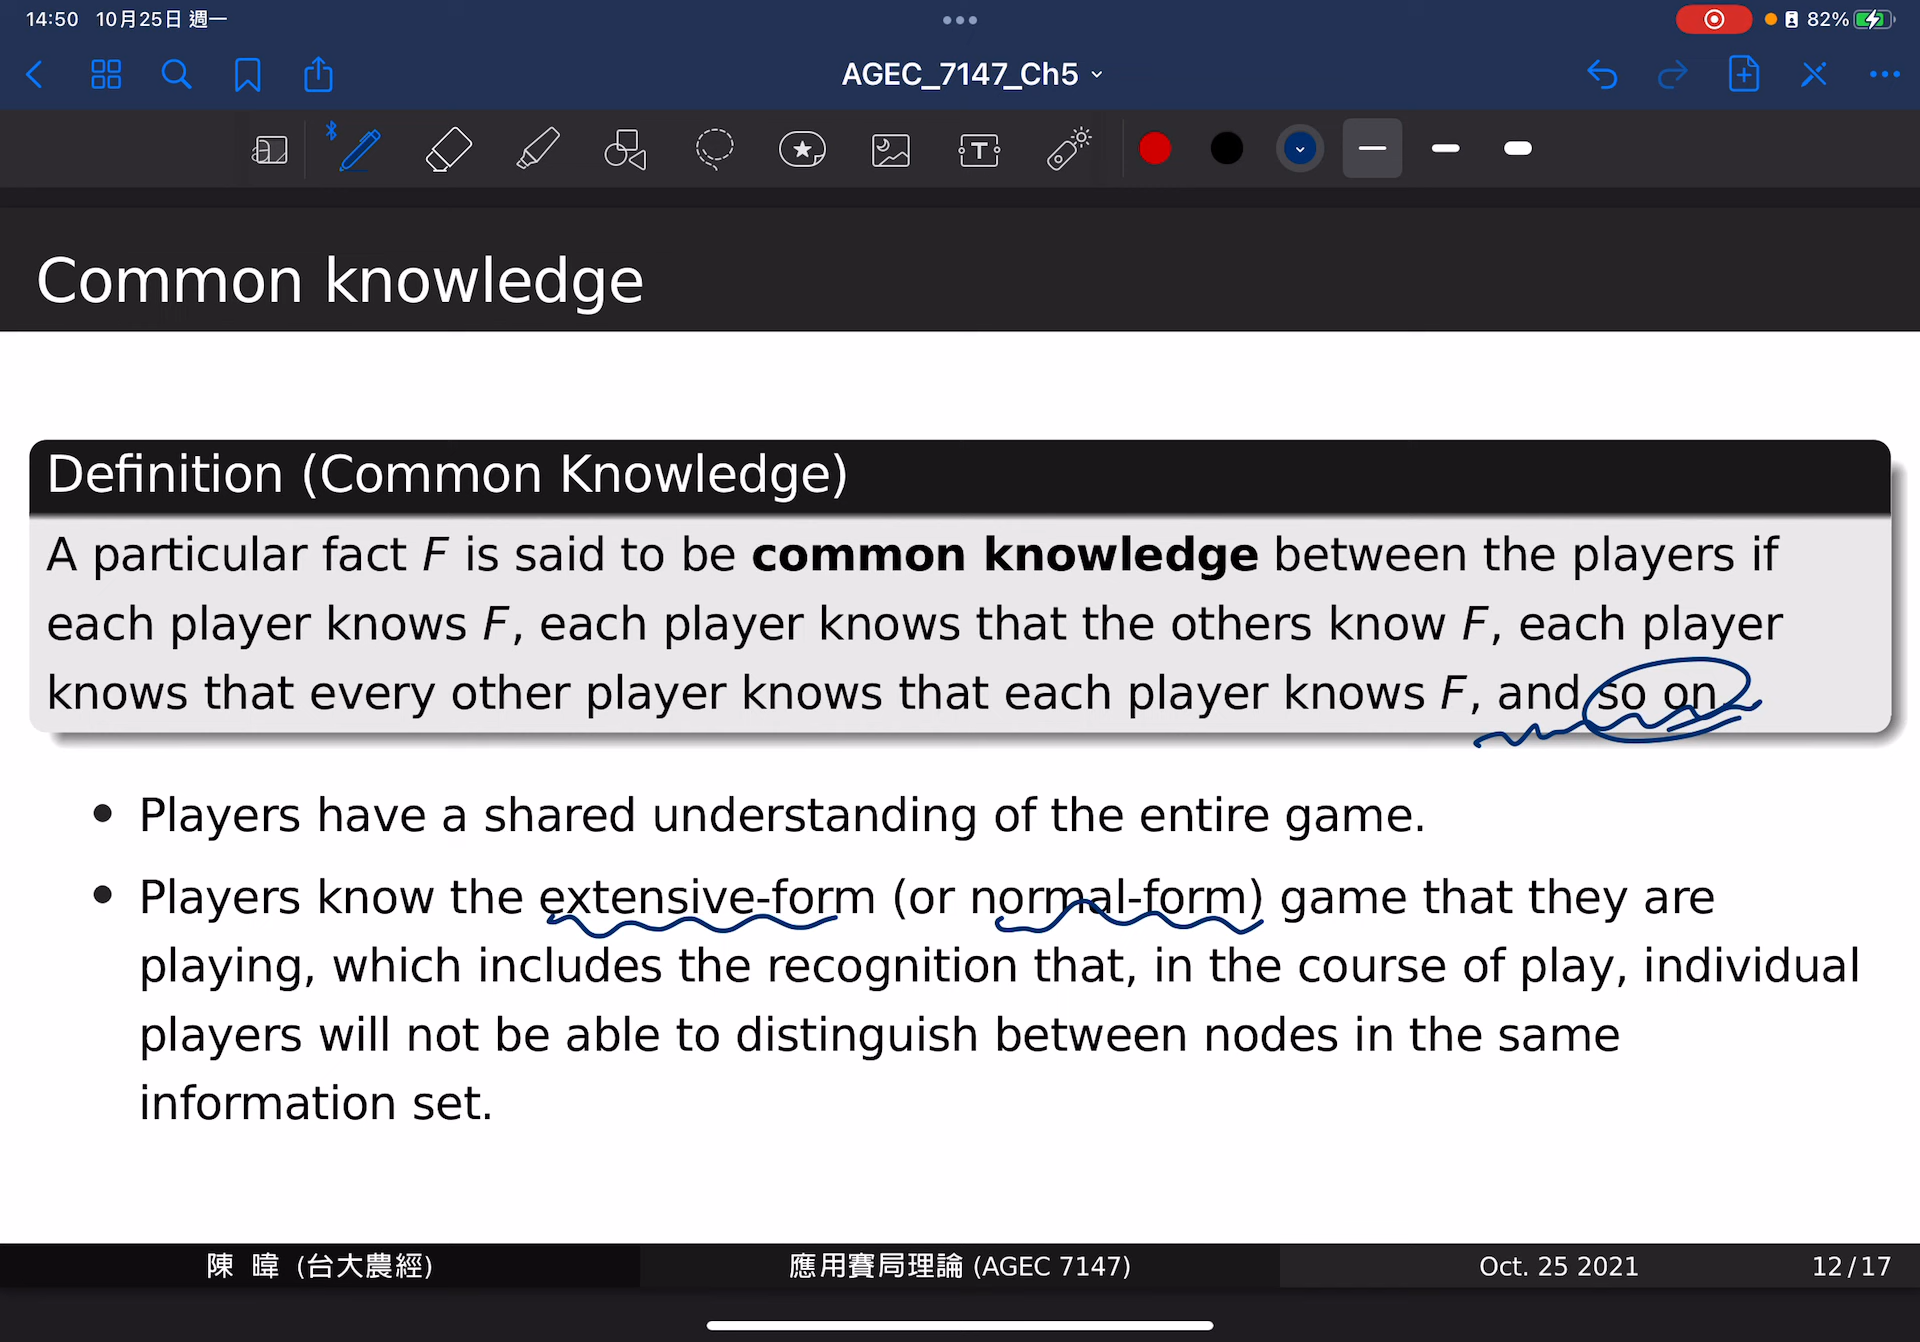 14:50 10月25日 週一
82%
AGEC_7147_Ch5
Common knowledge
Definition (Common Knowledge)
A particular fact F is said to be common knowledge between the players if
each player knows F, each player knows that the others know F, each player
knows that every other player knows that each player knows F, and so on.
• Players have a shared understanding of the entire game.
• Players know the extensive-form (or normal-form) game that they are
playing, which includes the recognition that, in the course of play, individual
players will not be able to distinguish between nodes in the same
information set.
陳 暐 (台大農經) 應用賽局理論 (AGEC 7147) Oct. 25 2021 12/17